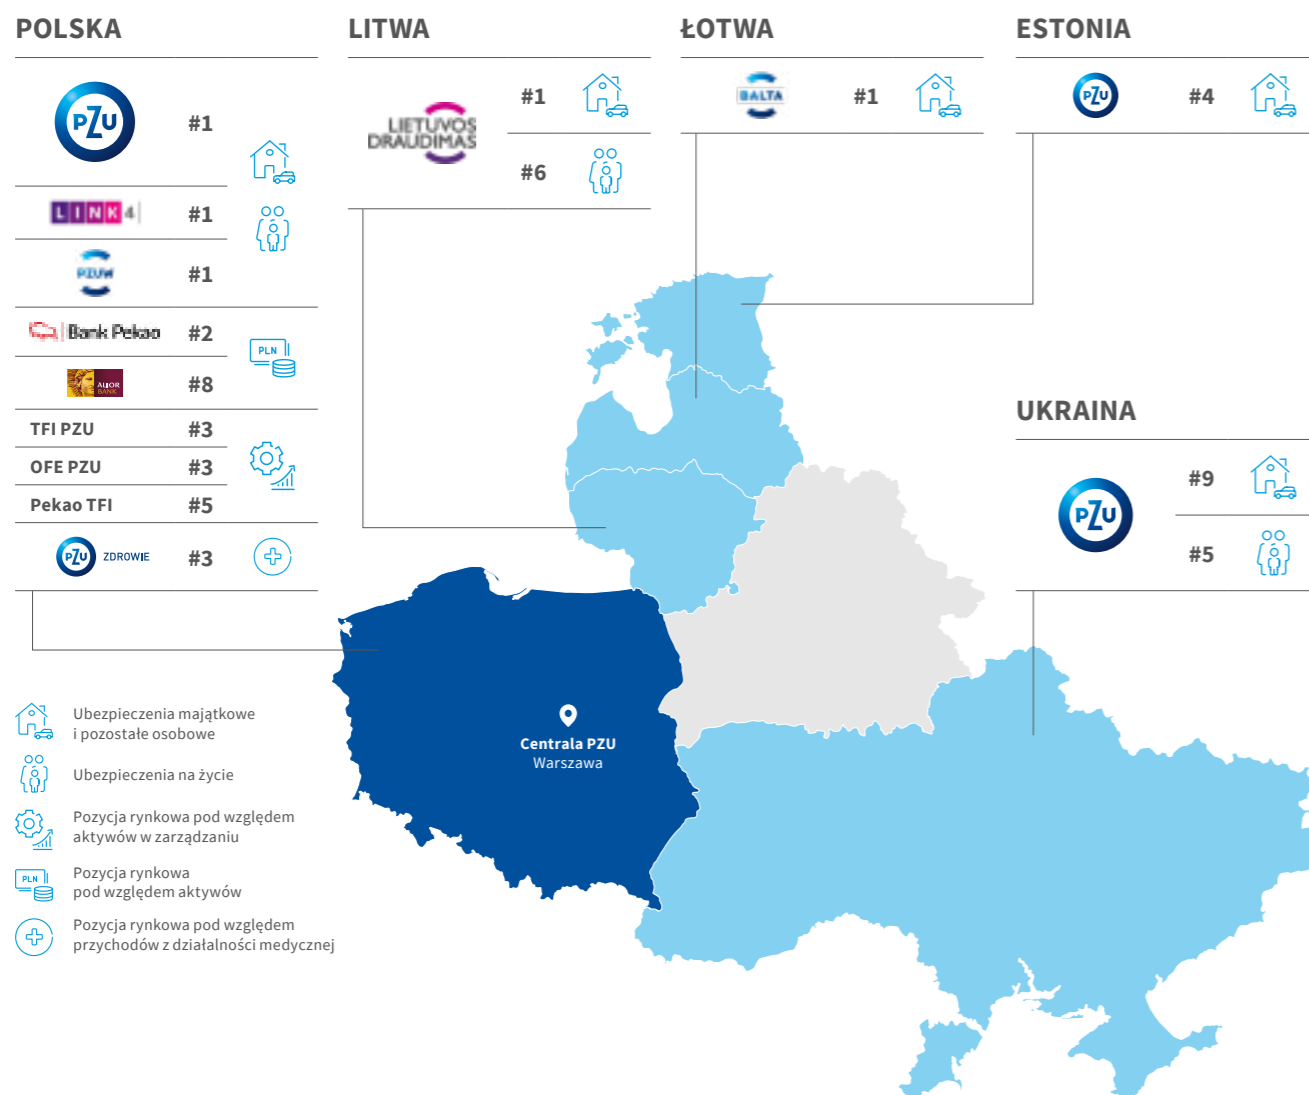 POLSKA
PZU
#1
LINK 4
#1
PZUW
#1
Bank Pekao
#2
ALIOR
BANK
#8
TFI PZU
#3
OFE PZU
#3
Pekao TFI
#5
PZU ZDROWIE
#3
PLN
LITWA
LIETUVOS
DRAUDIMAS
#1
#6
ŁOTWA
BALTA
#1
ESTONIA
PZU
#4
UKRAINA
PZU
#9
#5
Centrala PZU
Warszawa
Ubezpieczenia majątkowe
i pozostałe osobowe
Ubezpieczenia na życie
Pozycja rynkowa pod względem
aktywów w zarządzaniu
PLN
Pozycja rynkowa
pod względem aktywów
Pozycja rynkowa pod względem
przychodów z działalności medycznej